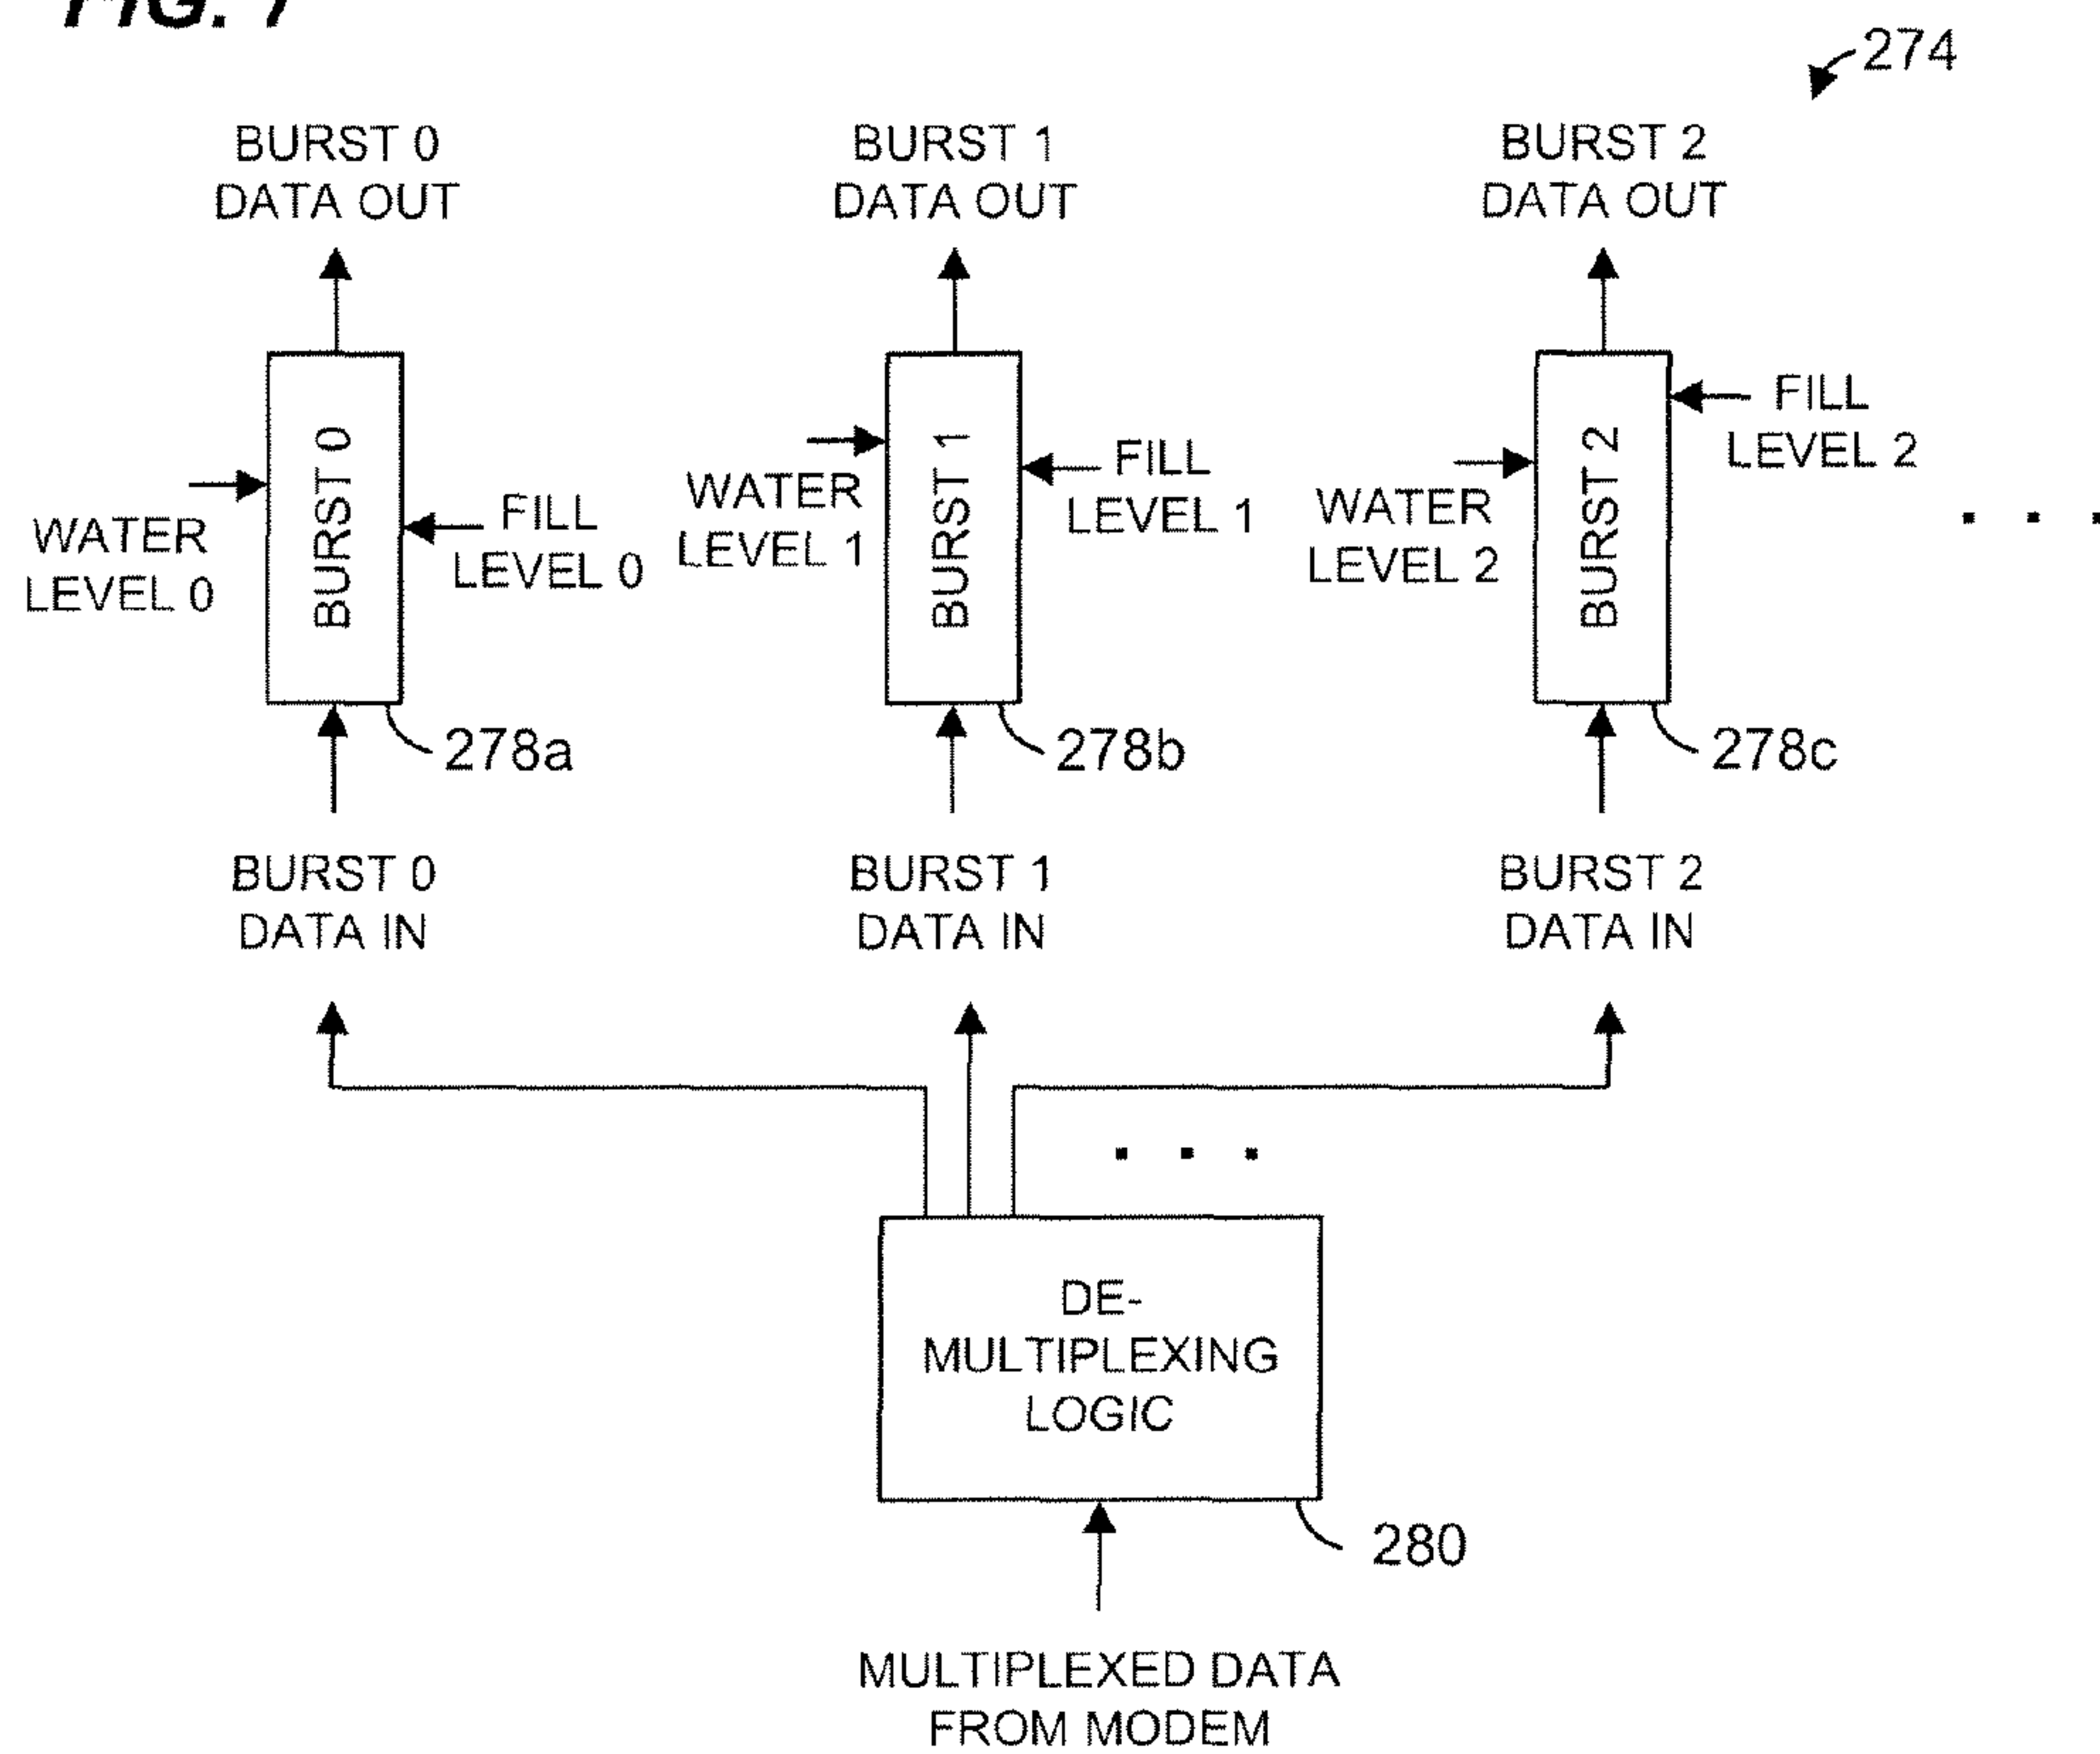 FIG. 7
274
BURST 0
DATA OUT
BURST 1
DATA OUT
BURST 2
DATA OUT
BURST 0
WATER
LEVEL 0
FILL
LEVEL 0
278a
BURST 1
WATER
LEVEL 1
FILL
LEVEL 1
278b
BURST 2
WATER
LEVEL 2
FILL
LEVEL 2
278c
. . .
BURST 0
DATA IN
BURST 1
DATA IN
BURST 2
DATA IN
. . .
DE-
MULTIPLEXING
LOGIC
280
MULTIPLEXED DATA
FROM MODEM